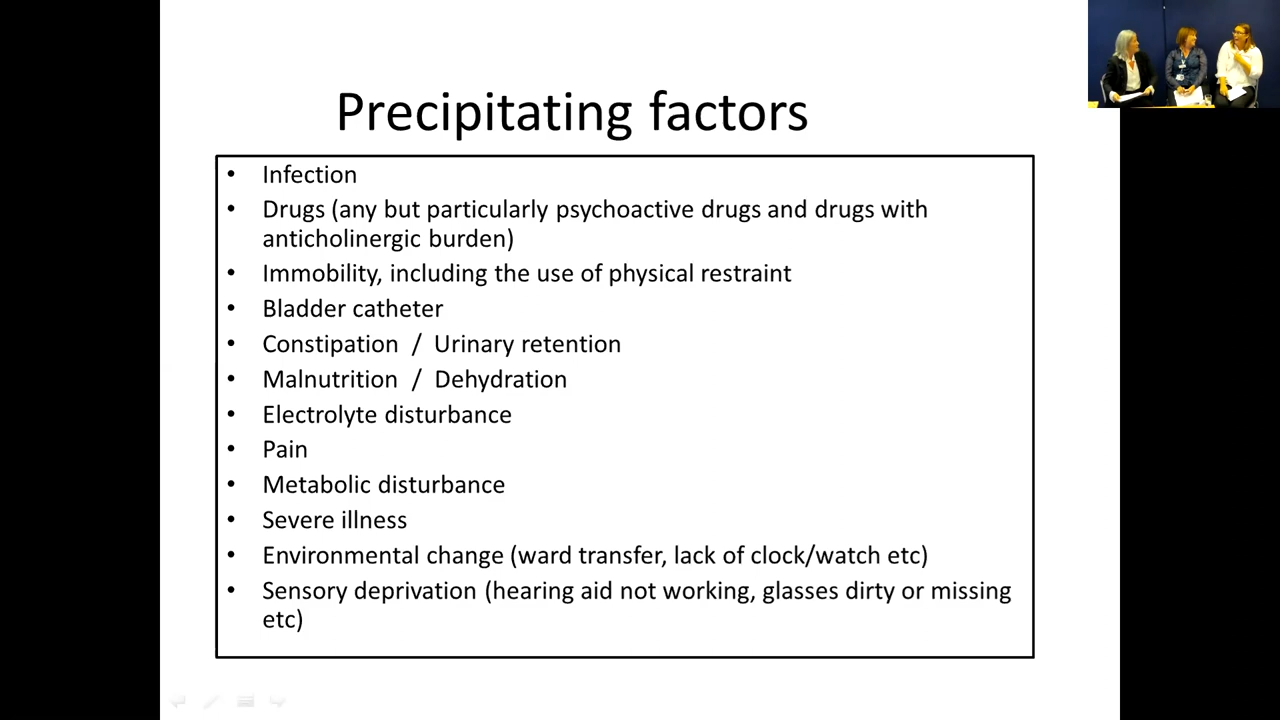 Precipitating factors
• Infection
• Drugs (any but particularly psychoactive drugs and drugs with
anticholinergic burden)
• Immobility, including the use of physical restraint
• Bladder catheter
• Constipation / Urinary retention
• Malnutrition / Dehydration
• Electrolyte disturbance
• Pain
• Metabolic disturbance
• Severe illness
• Environmental change (ward transfer, lack of clock/watch etc)
• Sensory deprivation (hearing aid not working, glasses dirty or missing
etc)